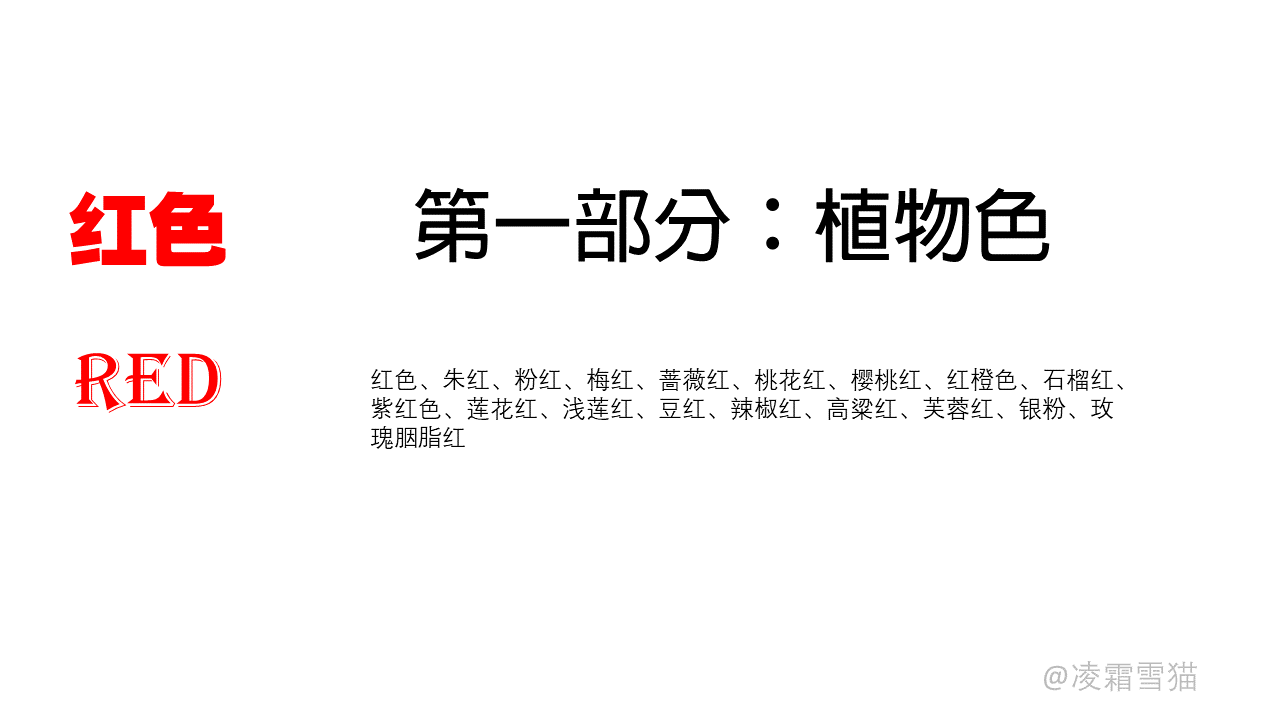 红色
第一部分：植物色
RED
红色、朱红、粉红、梅红、蔷薇红、桃花红、樱桃红、红橙色、石榴红、
紫红色、莲花红、浅莲红、豆红、辣椒红、高粱红、芙蓉红、银粉、玫
瑰胭脂红
@凌霜雪猫